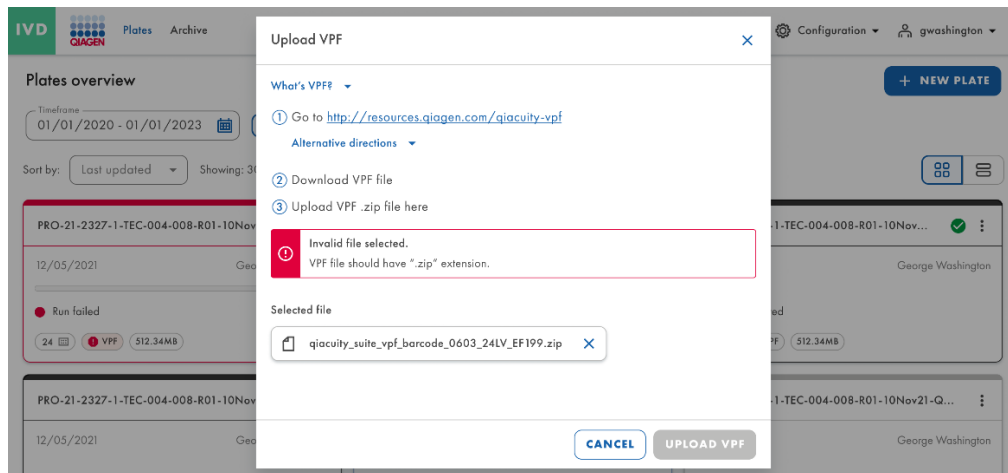 IVD
QIAGEN
Plates Archive
Configuration gwashington
Plates overview
+ NEW PLATE
Timeframe
01/01/2020 - 01/01/2023
Sort by: Last updated Showing:
Upload VPF
What's VPF?
1 Go to http://resources.qiagen.com/qiacuity-vpf
Alternative directions
2 Download VPF file
3 Upload VPF .zip file here
Invalid file selected.
VPF file should have ".zip" extension.
Selected file
qiacuity_suite_vpf_barcode_0603_24LV_EF199.zip
CANCEL UPLOAD VPF
PRO-21-2327-1-TEC-004-008-R01-10Nov
12/05/2021 Geo
Run failed
24 VPF 512.34MB
-1-TEC-004-008-R01-10Nov...
George Washington
ed
PF 512.34MB
PRO-21-2327-1-TEC-004-008-R01-10Nov
12/05/2021 Geo
-1-TEC-004-008-R01-10Nov21-Q...
George Washington